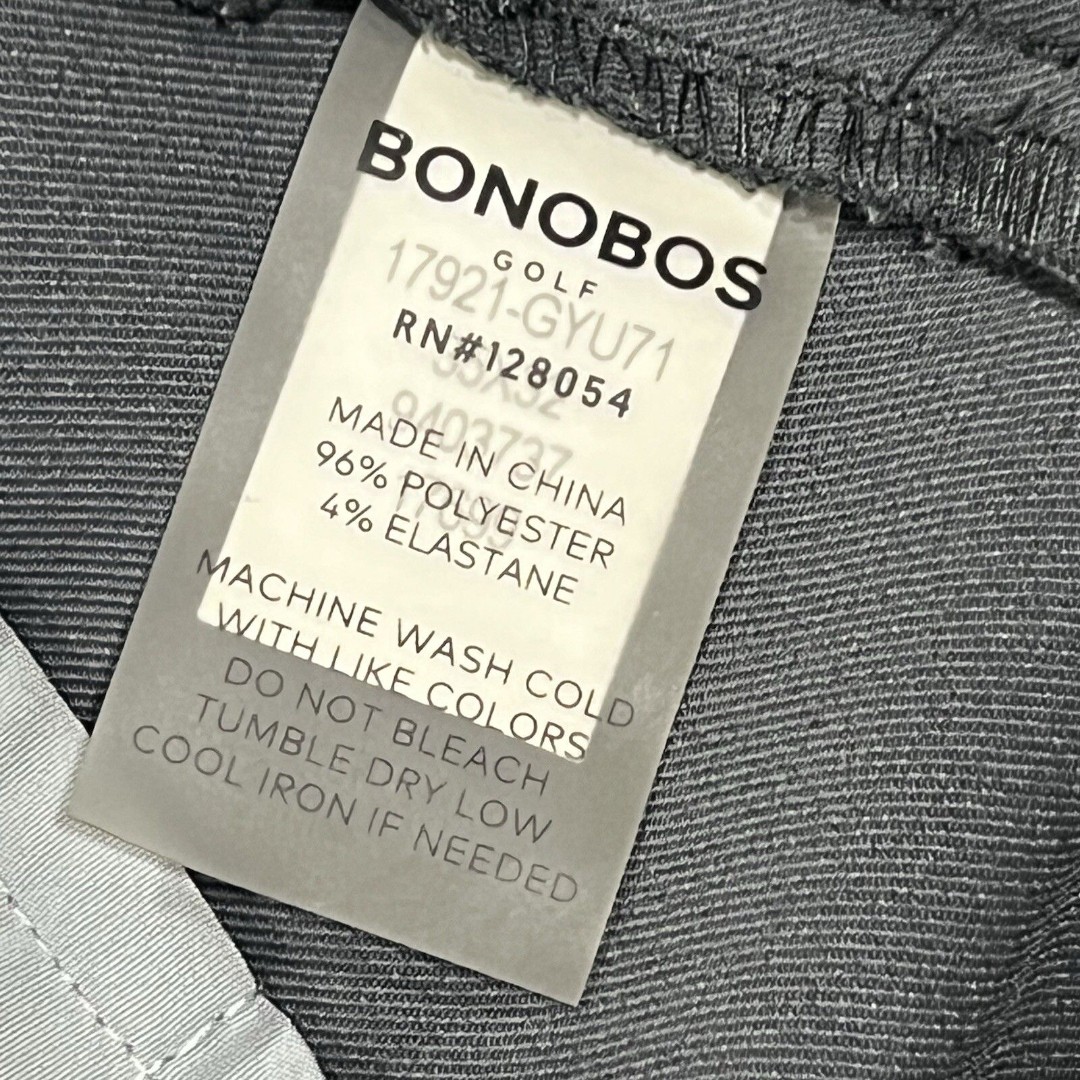 BONOBOS
GOLF
17921-GYU71
RN#128054
9403737
MADE IN CHINA
96% POLYESTER
4% ELASTANE
MACHINE WASH COLD
WITH LIKE COLORS
DO NOT BLEACH
TUMBLE DRY LOW
COOL IRON IF NEEDED